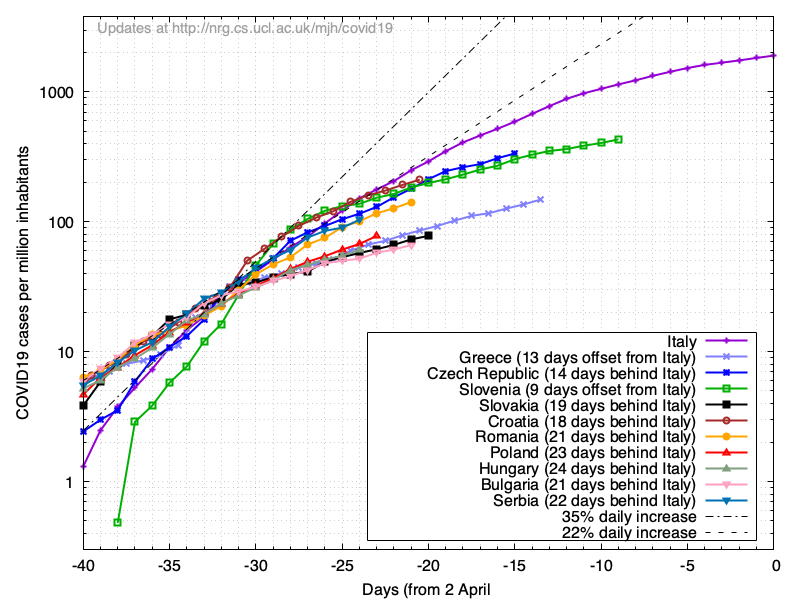 Updates at http://nrg.cs.ucl.ac.uk/mjh/covid19
COVID19 cases per million inhabitants
1000
100
10
1
Italy
Greece (13 days offset from Italy)
Czech Republic (14 days behind Italy)
Slovenia (9 days offset from Italy)
Slovakia (19 days behind Italy)
Croatia (18 days behind Italy)
Romania (21 days behind Italy)
Poland (23 days behind Italy)
Hungary (24 days behind Italy)
Bulgaria (21 days behind Italy)
Serbia (22 days behind Italy)
35% daily increase
22% daily increase
-40 -35 -30 -25 -20 -15 -10 -5 0
Days (from 2 April